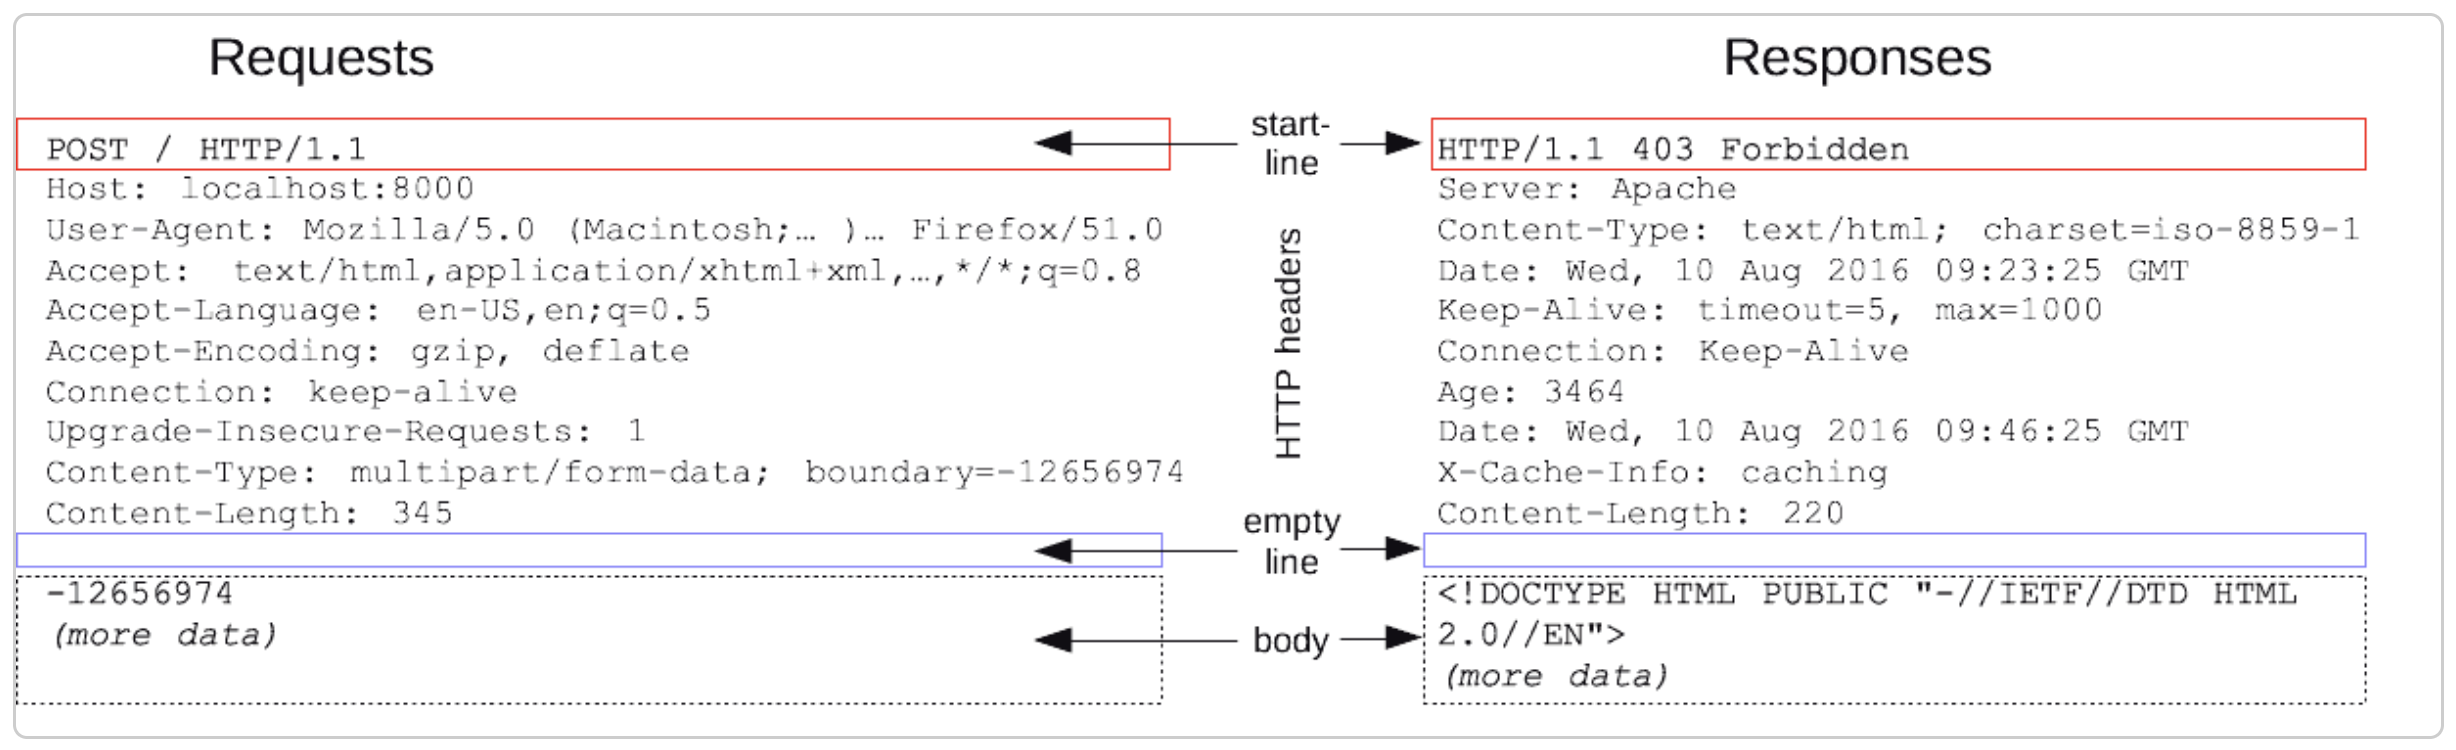 Requests
POST / HTTP/1.1
Host: localhost:8000
User-Agent: Mozilla/5.0 (Macintosh;… )… Firefox/51.0
Accept: text/html,application/xhtml+xml,…,*/*;q=0.8
Accept-Language: en-US,en;q=0.5
Accept-Encoding: gzip, deflate
Connection: keep-alive
Upgrade-Insecure-Requests: 1
Content-Type: multipart/form-data; boundary=-12656974
Content-Length: 345
-12656974
(more data)
start-
line
HTTP headers
empty
line
body
Responses
HTTP/1.1 403 Forbidden
Server: Apache
Content-Type: text/html; charset=iso-8859-1
Date: Wed, 10 Aug 2016 09:23:25 GMT
Keep-Alive: timeout=5, max=1000
Connection: Keep-Alive
Age: 3464
Date: Wed, 10 Aug 2016 09:46:25 GMT
X-Cache-Info: caching
Content-Length: 220
<!DOCTYPE HTML PUBLIC "-//IETF//DTD HTML
2.0//EN">
(more data)